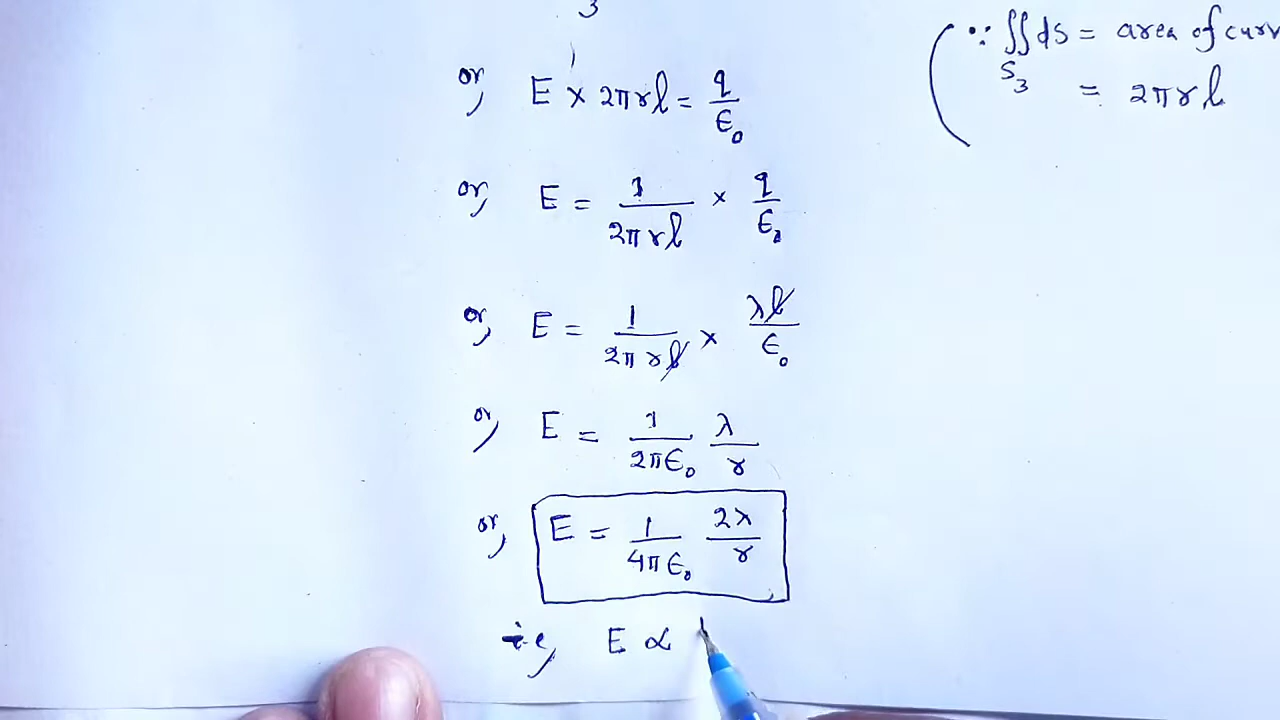 3
∵ ∬ ds = area of curv
S₃
= 2πrl
or, E × 2πrl = q/ϵ₀
or, E = 1/2πrl × q/ϵ₀
or, E = 1/2πrl × λl/ϵ₀
or, E = 1/2πϵ₀ λ/r
or, E = 1/4πϵ₀ 2λ/r
i.e, E ∝